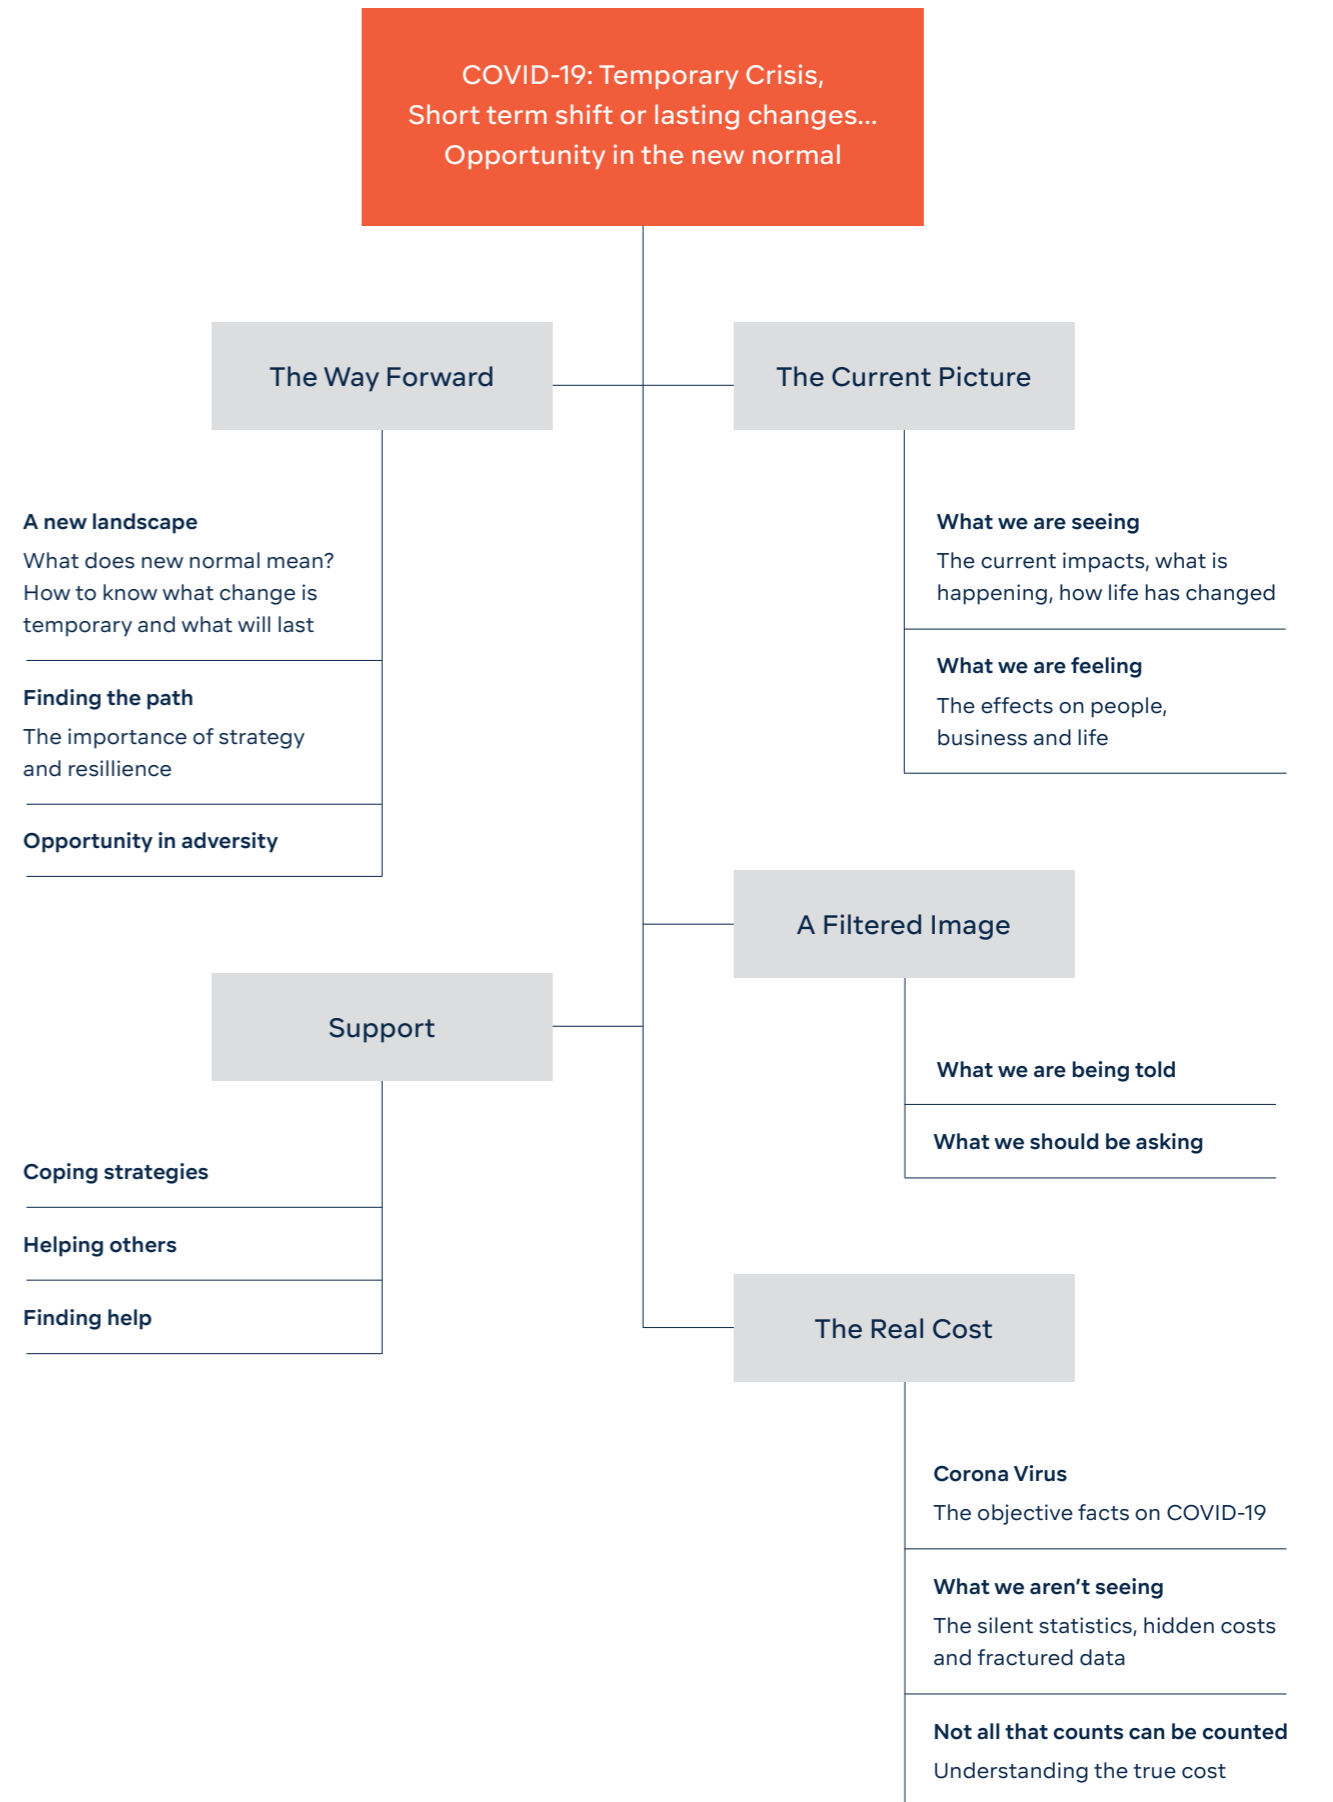 COVID-19: Temporary Crisis,
Short term shift or lasting changes...
Opportunity in the new normal
The Way Forward
A new landscape
What does new normal mean?
How to know what change is
temporary and what will last
Finding the path
The importance of strategy
and resillience
Opportunity in adversity
Support
Coping strategies
Helping others
Finding help
The Current Picture
What we are seeing
The current impacts, what is
happening, how life has changed
What we are feeling
The effects on people,
business and life
A Filtered Image
What we are being told
What we should be asking
The Real Cost
Corona Virus
The objective facts on COVID-19
What we aren’t seeing
The silent statistics, hidden costs
and fractured data
Not all that counts can be counted
Understanding the true cost